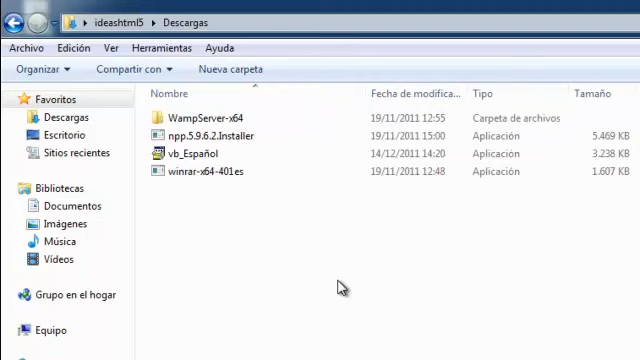 ideashtml5 Descargas
Archivo Edición Ver Herramientas Ayuda
Organizar Compartir con Nueva carpeta
Favoritos
Descargas
Escritorio
Sitios recientes
Bibliotecas
Documentos
Imágenes
Música
Vídeos
Grupo en el hogar
Equipo
Nombre Fecha de modifica... Tipo Tamaño
WampServer-x64 19/11/2011 12:55 Carpeta de archivos
npp.5.9.6.2.Installer 19/11/2011 15:00 Aplicación 5.469 KB
vb_Español 14/12/2011 14:20 Aplicación 3.238 KB
winrar-x64-401es 19/11/2011 12:48 Aplicación 1.607 KB